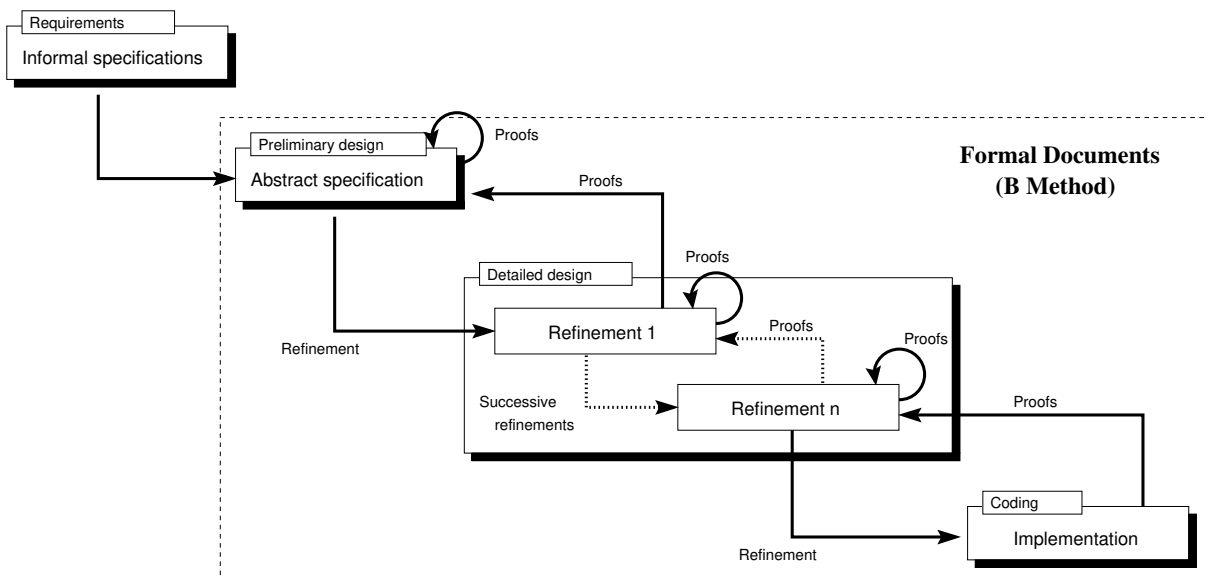 Requirements
Informal specifications
Preliminary design
Proofs
Abstract specification
Formal Documents
(B Method)
Proofs
Proofs
Detailed design
Refinement 1
Proofs
Refinement
Proofs
Successive
refinements
Refinement n
Proofs
Coding
Implementation
Refinement